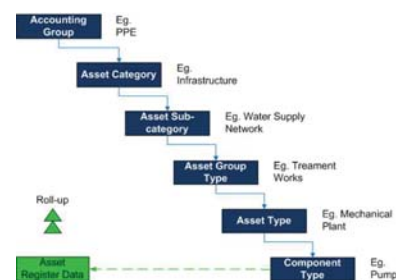 Accounting
Group
Eg.
PPE
Asset Category
Eg.
Infrastructure
Asset Sub-
category
Eg. Water Supply
Network
Asset Group
Type
Eg. Treament
Works
Asset Type
Eg. Mechanical
Plant
Roll-up
Asset
Register Data
Component
Type
Eg.
Pump